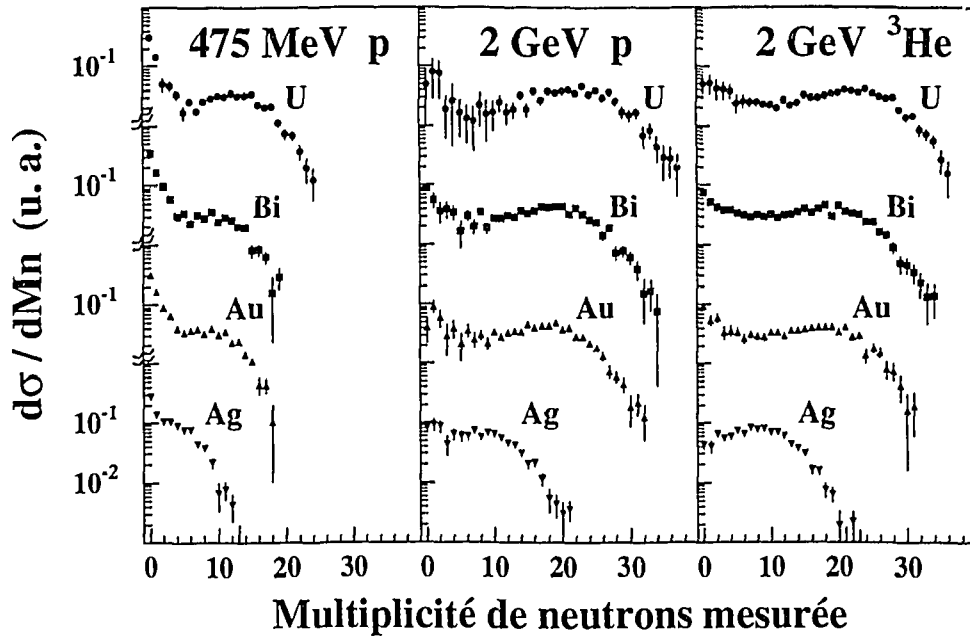 475 MeV p
2 GeV p
2 GeV ³He
10⁻¹
U
U
U
10⁻¹
Bi
Bi
Bi
10⁻¹
Au
Au
Au
10⁻¹
Ag
Ag
Ag
10⁻²
dσ / dMn (u. a.)
0 10 20 30
0 10 20 30
0 10 20 30
Multiplicité de neutrons mesurée